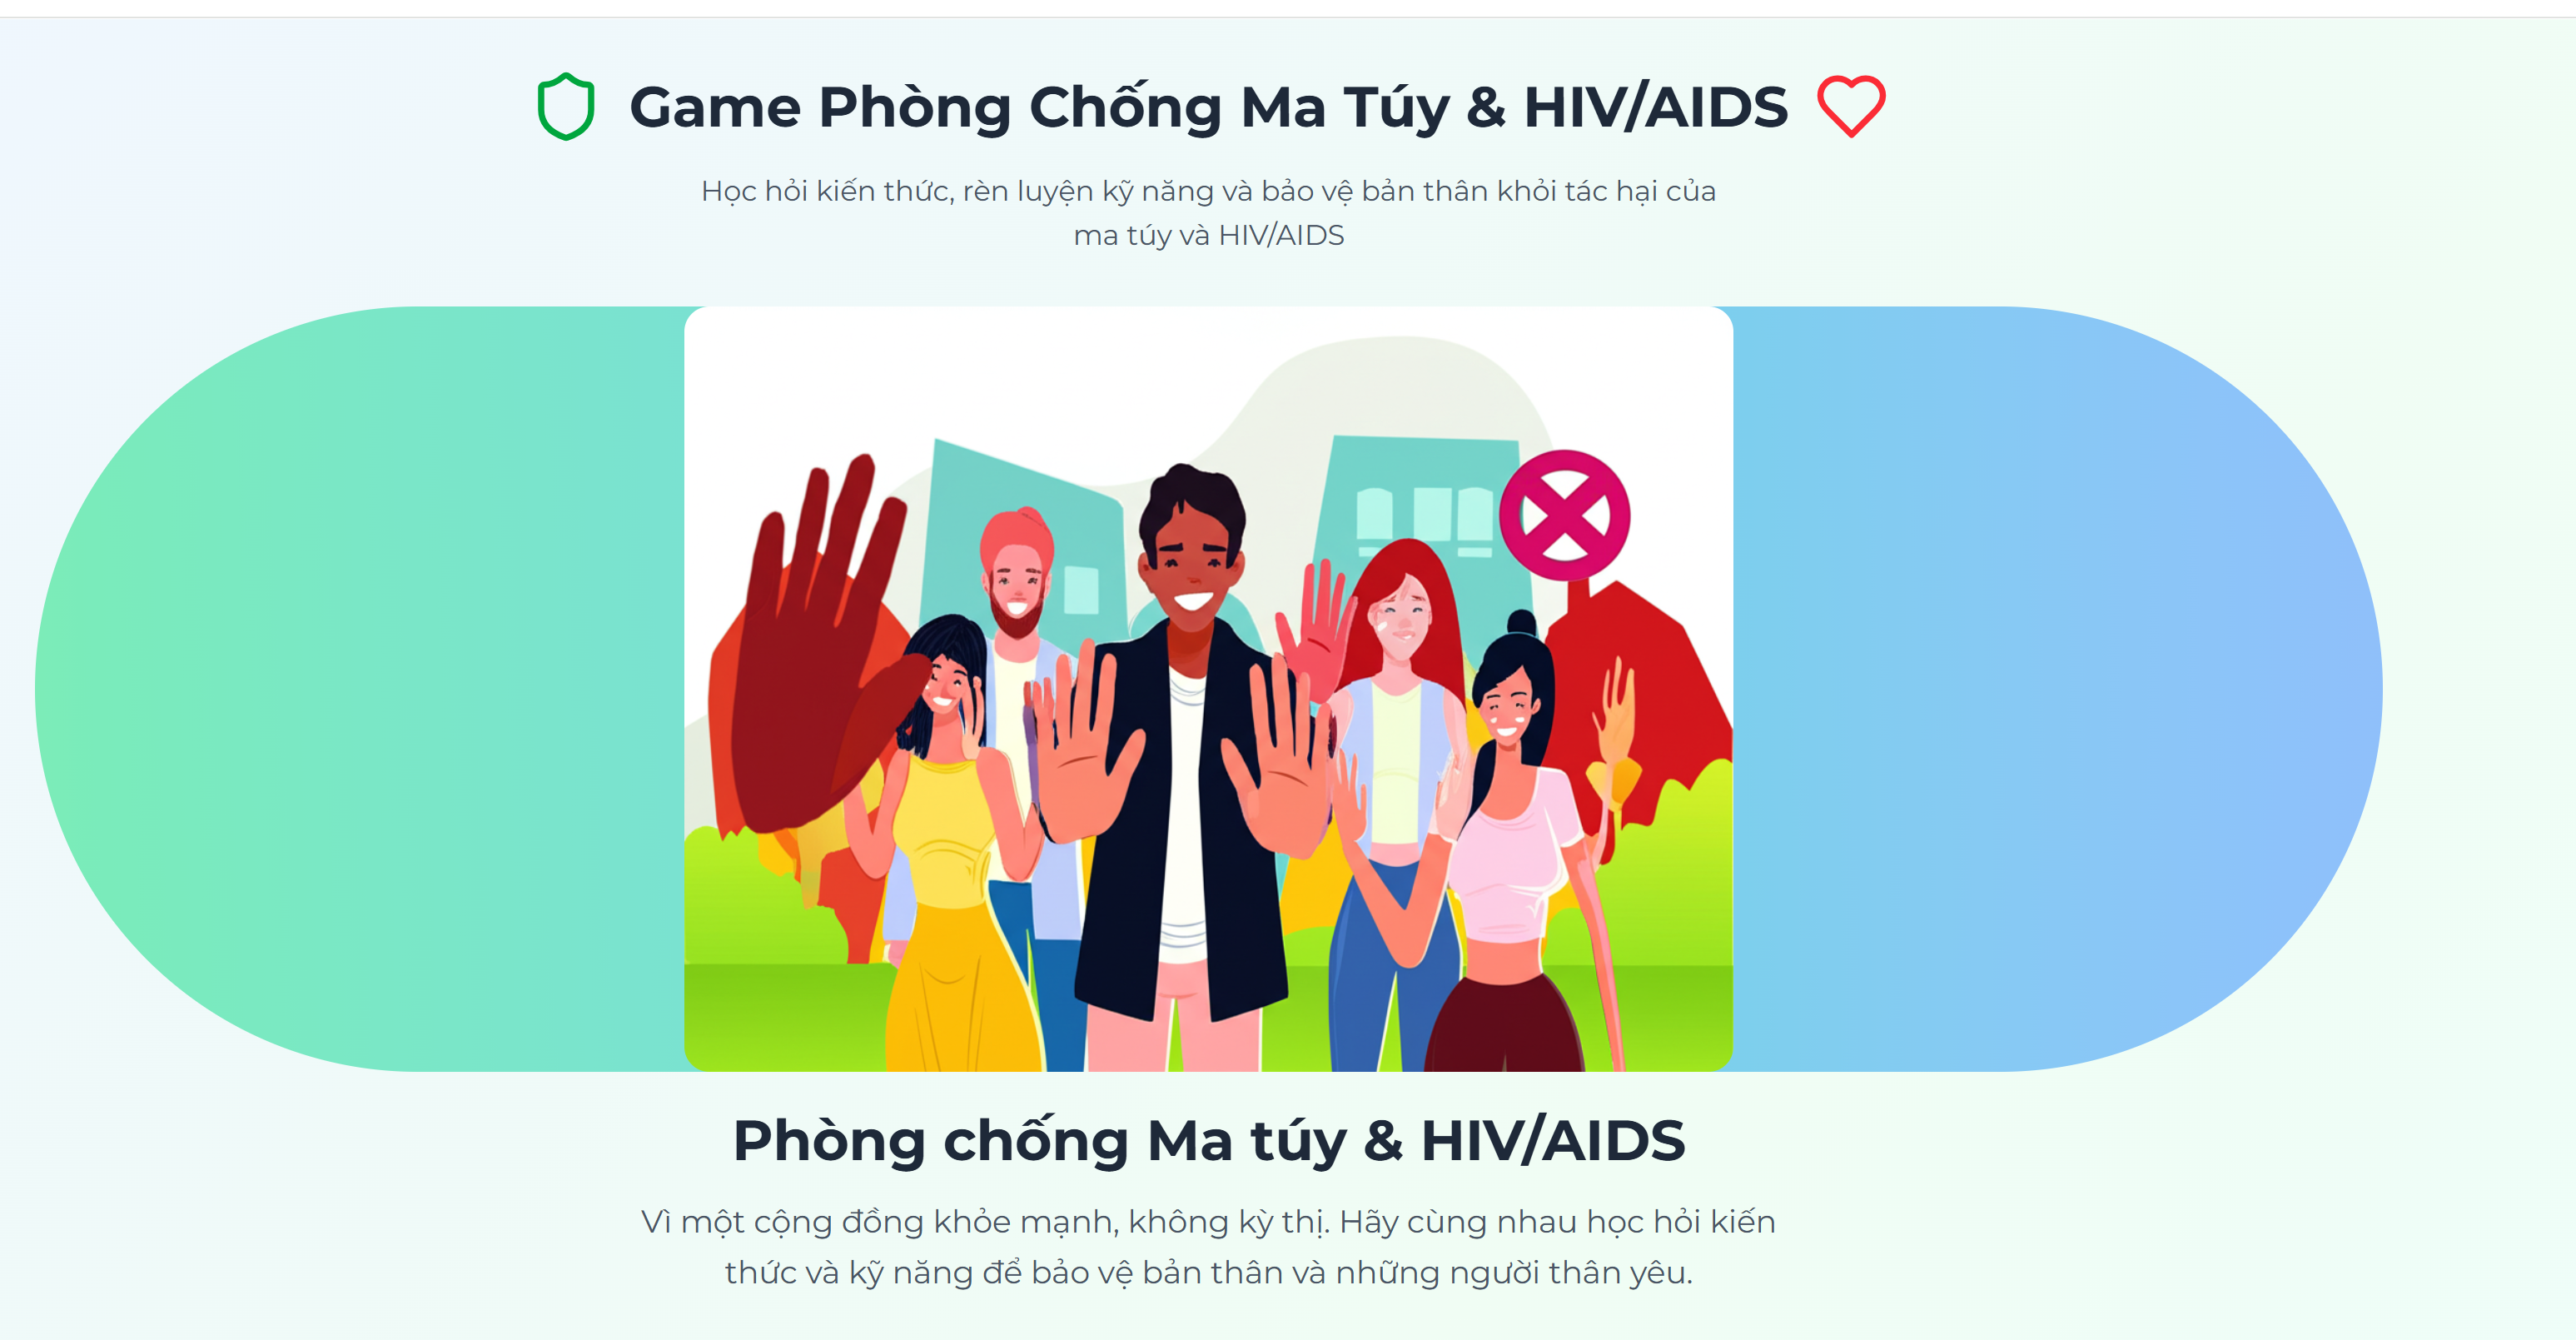 Game Phòng Chống Ma Túy & HIV/AIDS
Học hỏi kiến thức, rèn luyện kỹ năng và bảo vệ bản thân khỏi tác hại của
ma túy và HIV/AIDS
Phòng chống Ma túy & HIV/AIDS
Vì một cộng đồng khỏe mạnh, không kỳ thị. Hãy cùng nhau học hỏi kiến
thức và kỹ năng để bảo vệ bản thân và những người thân yêu.